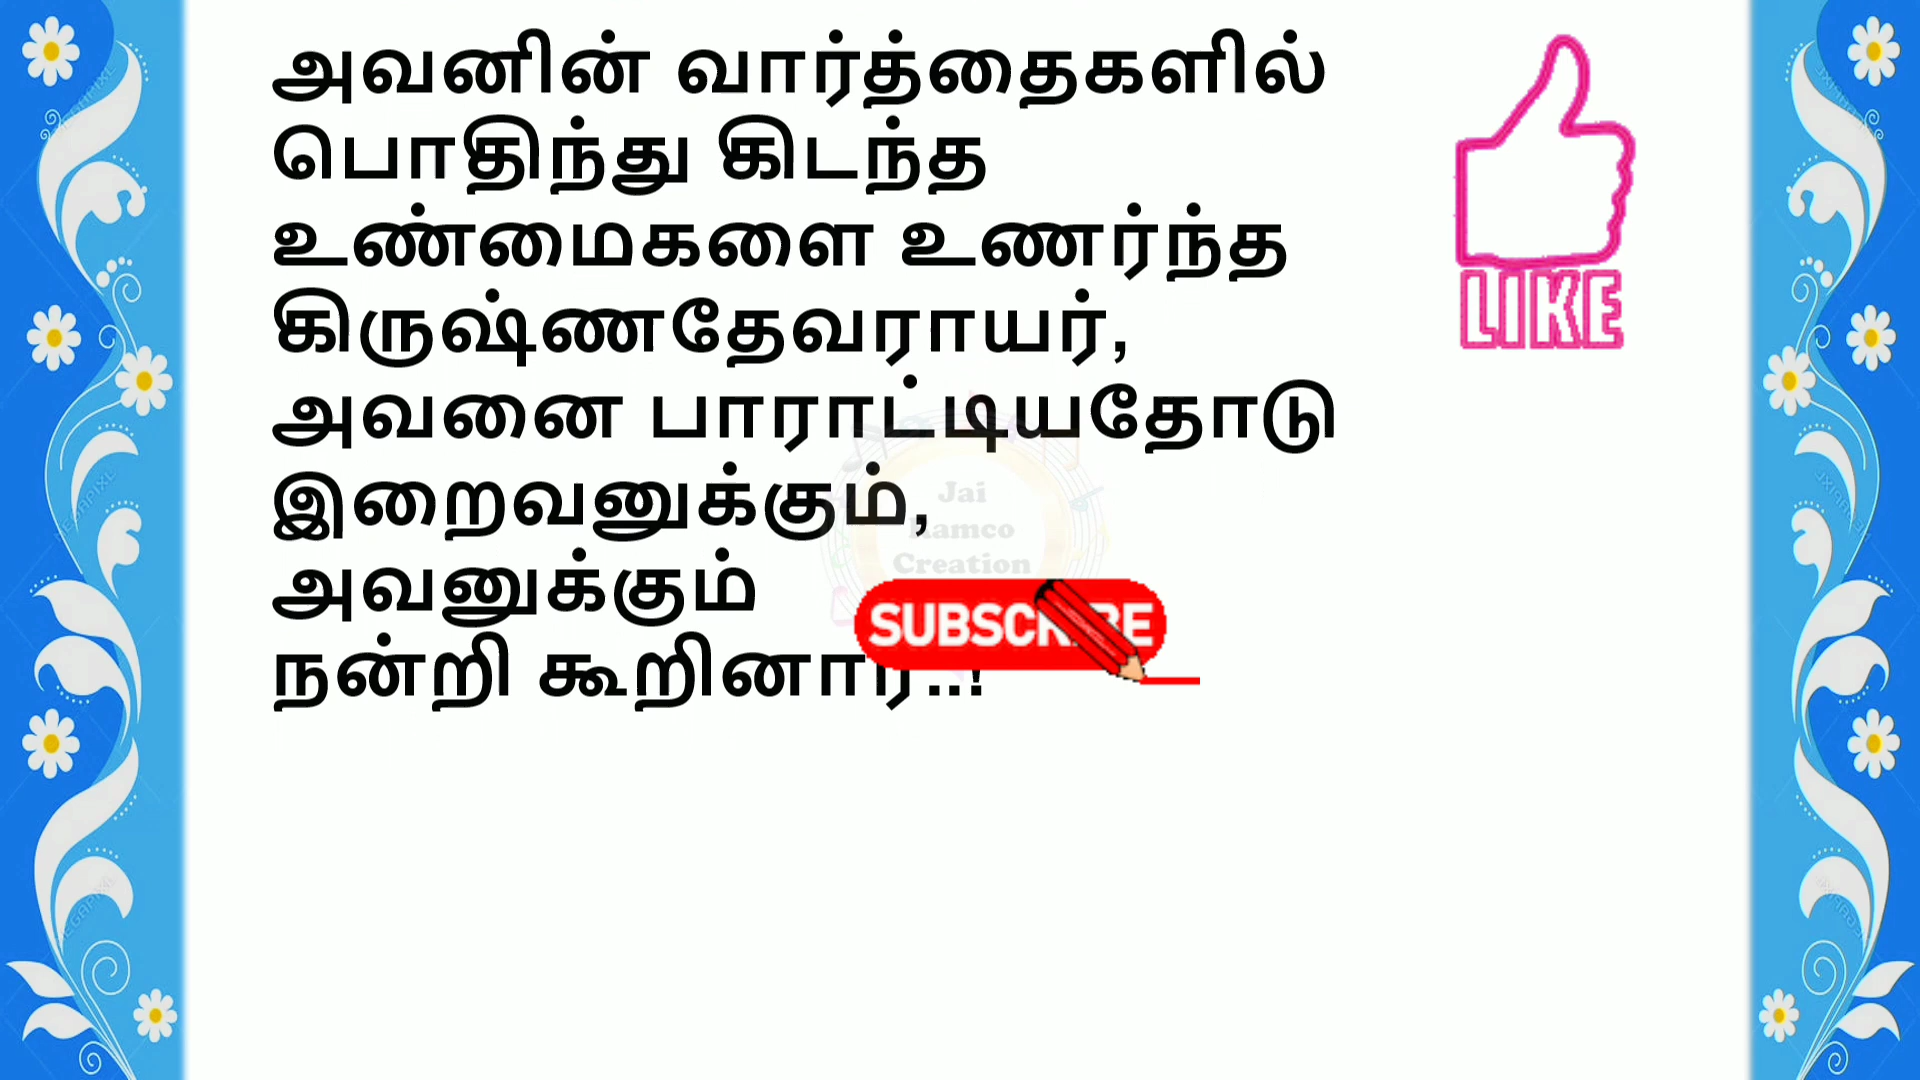 அவனின் வார்த்தைகளில்
பொதிந்து கிடந்த
உண்மைகளை உணர்ந்த
கிருஷ்ணதேவராயர்,
அவனை பாராட்டியதோடு
இறைவனுக்கும்,
அவனுக்கும்
நன்றி கூறினார்..!
LIKE
Jai
Ramco
Creation
SUBSCRIBE